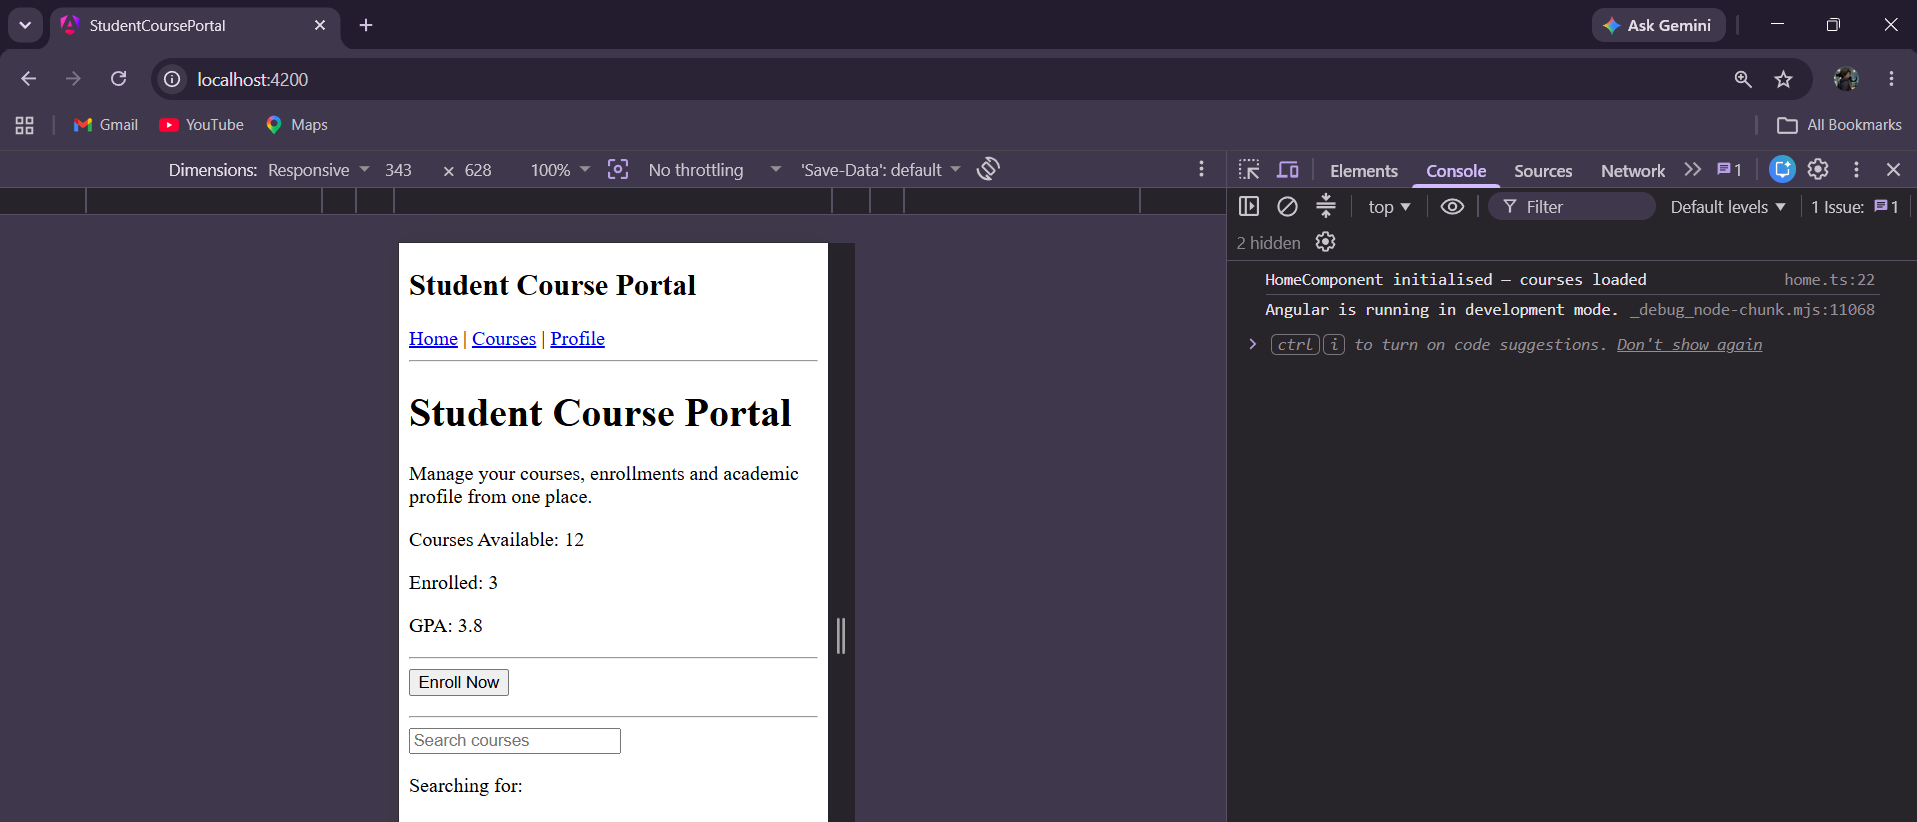 StudentCoursePortal
Ask Gemini
localhost:4200
Gmail YouTube Maps All Bookmarks
Dimensions: Responsive 343 × 628 100% No throttling 'Save-Data': default
Elements Console Sources Network 1
top Filter Default levels 1 Issue: 1
2 hidden
Student Course Portal
Home | Courses | Profile
Student Course Portal
Manage your courses, enrollments and academic
profile from one place.
Courses Available: 12
Enrolled: 3
GPA: 3.8
Enroll Now
Search courses
Searching for:
HomeComponent initialised — courses loaded home.ts:22
Angular is running in development mode. _debug_node-chunk.mjs:11068
ctrl i to turn on code suggestions. Don't show again